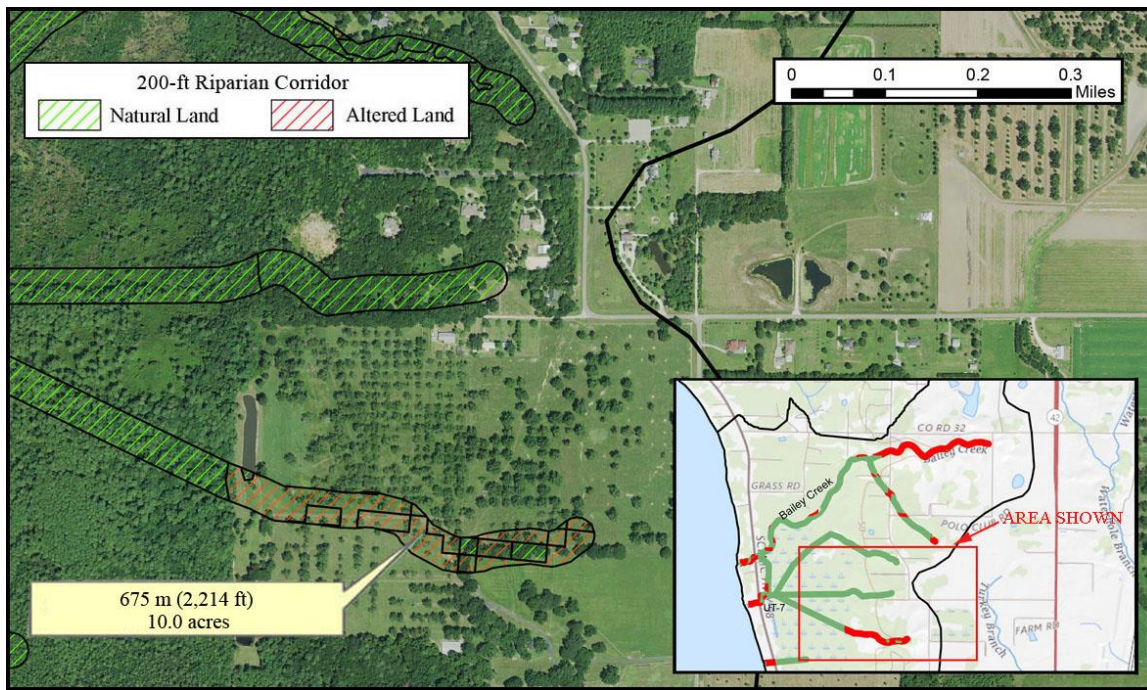 200-ft Riparian Corridor
Natural Land
Altered Land
0 0.1 0.2 0.3
Miles
675 m (2,214 ft)
10.0 acres
CO RD 32
42
Bailey Creek
GRASS RD
Bailey Creek
POLO CLUB RD
AREA SHOWN
UT-7
Turkey Branch
FARM RD